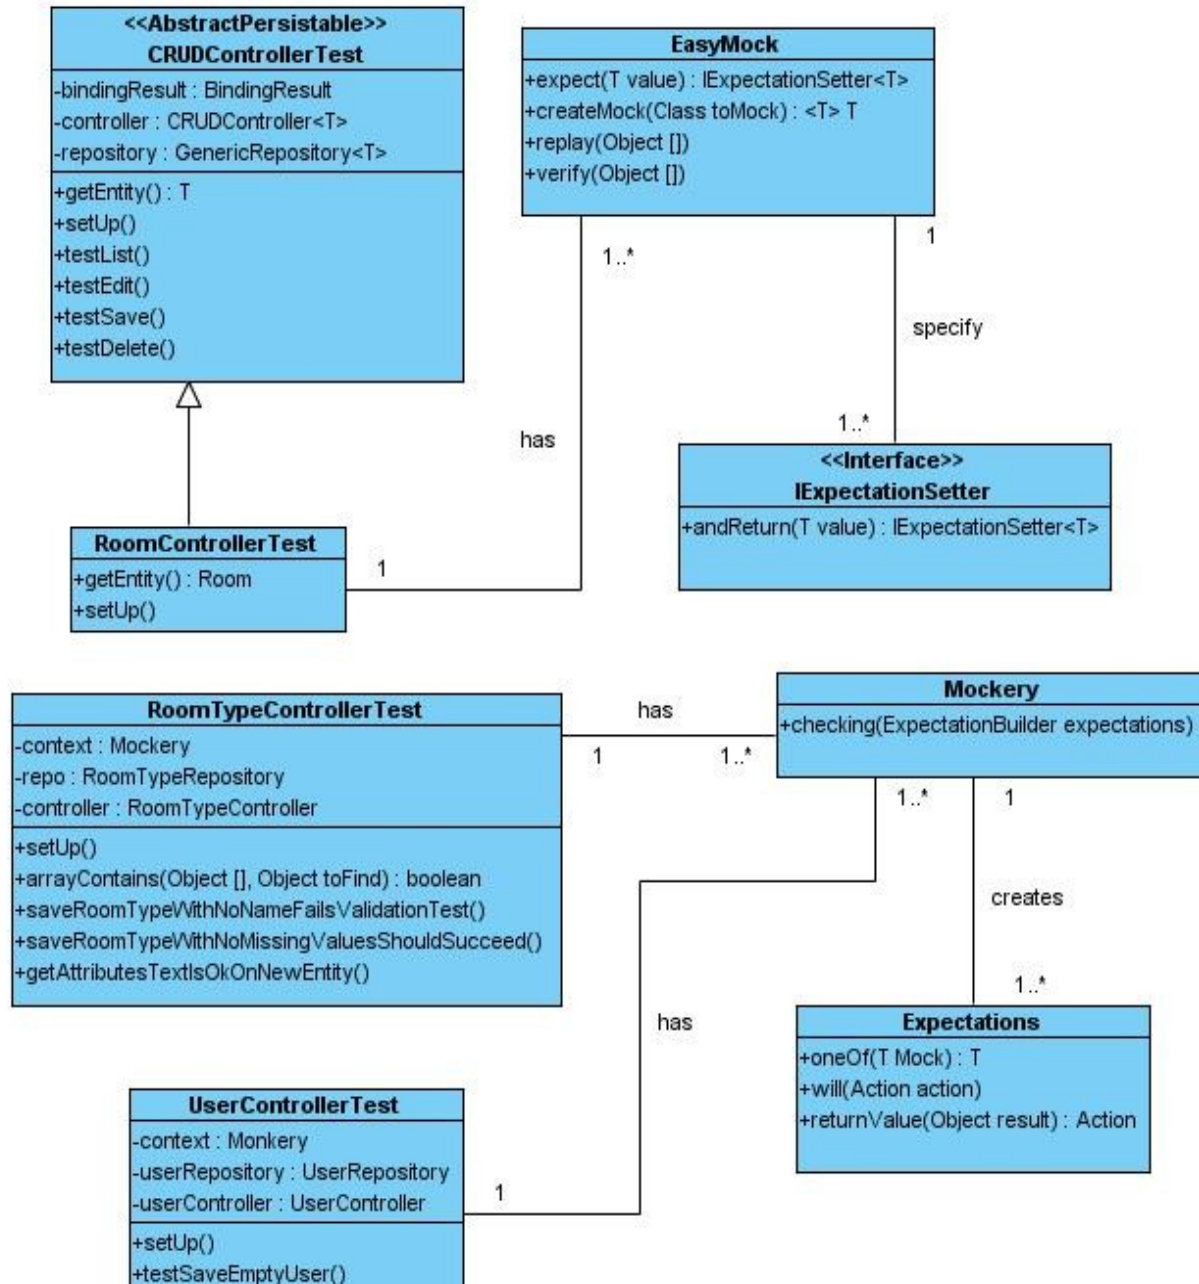 <<AbstractPersistable>>
CRUDControllerTest
-bindingResult : BindingResult
-controller : CRUDController<T>
-repository : GenericRepository<T>
+getEntity() : T
+setUp()
+testList()
+testEdit()
+testSave()
+testDelete()
EasyMock
+expect(T value) : IExpectationSetter<T>
+createMock(Class toMock) : <T> T
+replay(Object [])
+verify(Object [])
1..*
1
specify
1..*
has
<<Interface>>
IExpectationSetter
+andReturn(T value) : IExpectationSetter<T>
RoomControllerTest
+getEntity() : Room
+setUp()
1
RoomTypeControllerTest
-context : Mockery
-repo : RoomTypeRepository
-controller : RoomTypeController
+setUp()
+arrayContains(Object [], Object toFind) : boolean
+saveRoomTypeWithNoNameFailsValidationTest()
+saveRoomTypeWithNoMissingValuesShouldSucceed()
+getAttributesTextIsOkOnNewEntity()
has
1
1..*
Mockery
+checking(ExpectationBuilder expectations)
1..*
1
creates
1..*
has
Expectations
+oneOf(T Mock) : T
+will(Action action)
+returnValue(Object result) : Action
UserControllerTest
-context : Monkery
-userRepository : UserRepository
-userController : UserController
+setUp()
+testSaveEmptyUser()
1